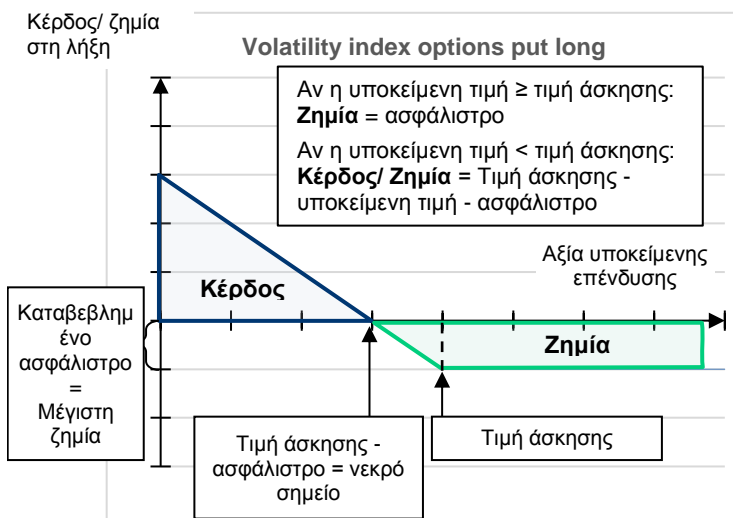 Κέρδος/ ζημία
στη λήξη
Volatility index options put long
Αν η υποκείμενη τιμή ≥ τιμή άσκησης:
Ζημία = ασφάλιστρο
Αν η υποκείμενη τιμή < τιμή άσκησης:
Κέρδος/ Ζημία = Τιμή άσκησης -
υποκείμενη τιμή - ασφάλιστρο
Αξία υποκείμενης
επένδυσης
Κέρδος
Καταβεβλημ
ένο
ασφάλιστρο
=
Μέγιστη
ζημία
Ζημία
Τιμή άσκησης -
ασφάλιστρο = νεκρό
σημείο
Τιμή άσκησης